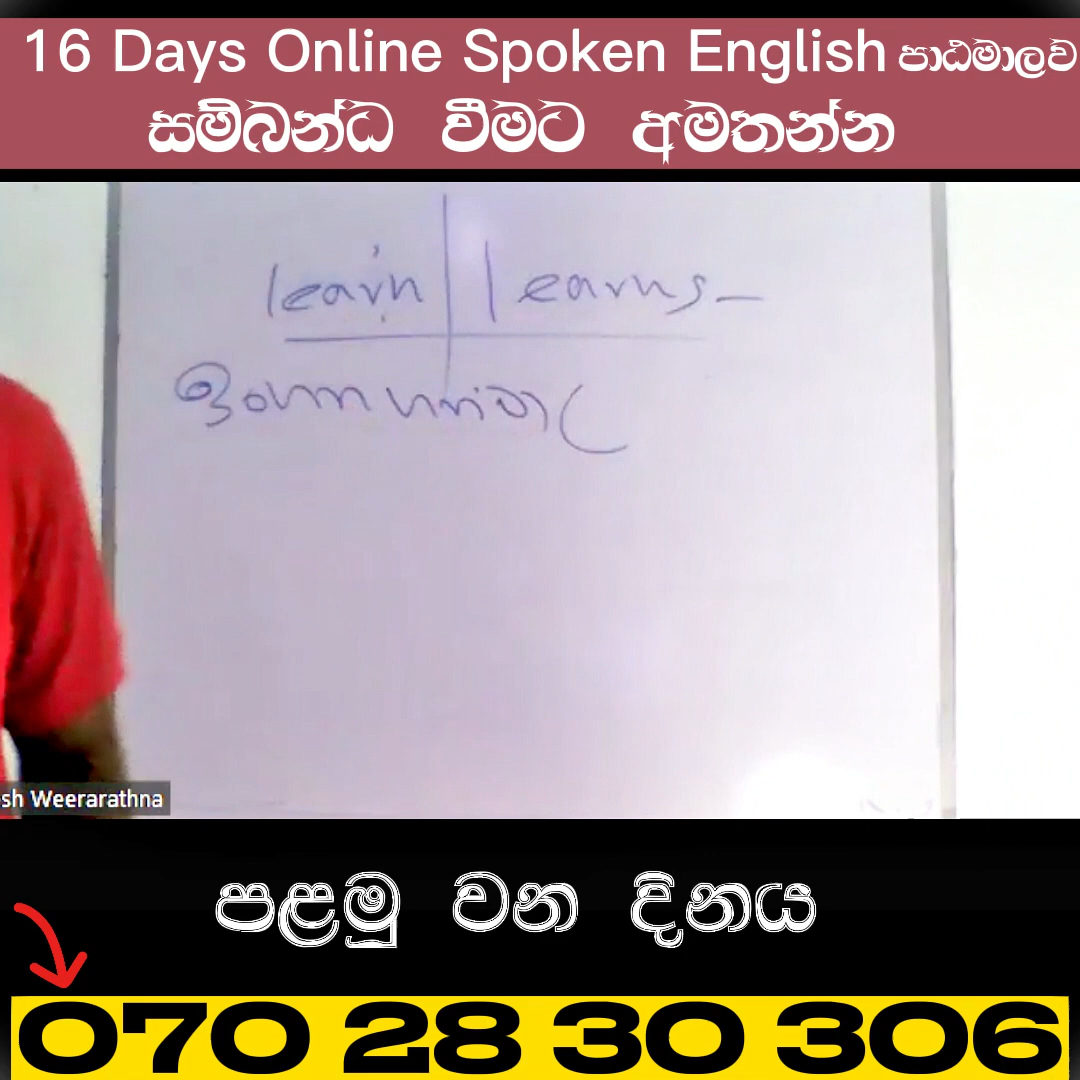 16 Days Online Spoken English පාඨමාලව
සම්බන්ධ වීමට අමතන්න
learn | learns
ඉගෙන ගන්වා
sh Weerarathna
පළමු වන දිනය
070 28 30 306